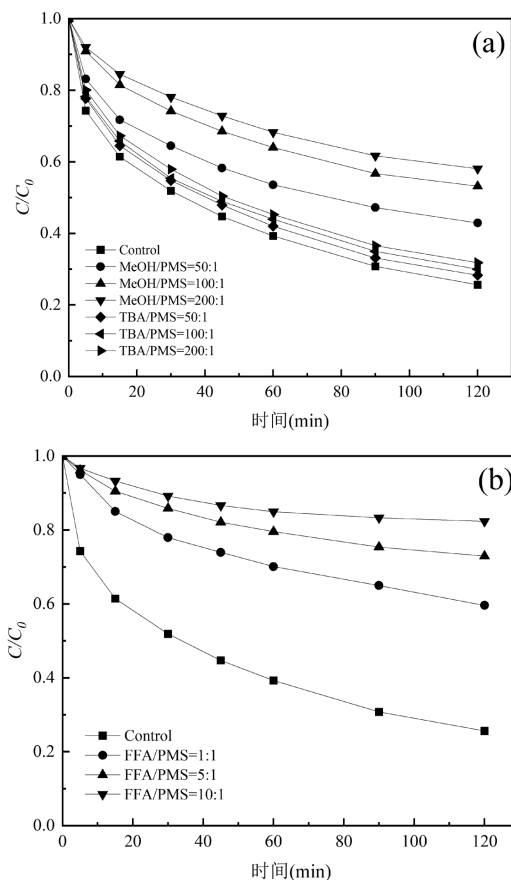 (a)
1.0
0.8
0.6
0.4
0.2
0.0
C/C0
Control
MeOH/PMS=50:1
MeOH/PMS=100:1
MeOH/PMS=200:1
TBA/PMS=50:1
TBA/PMS=100:1
TBA/PMS=200:1
0 20 40 60 80 100 120
时间(min)
(b)
1.0
0.8
0.6
0.4
0.2
0.0
C/C0
Control
FFA/PMS=1:1
FFA/PMS=5:1
FFA/PMS=10:1
0 20 40 60 80 100 120
时间(min)